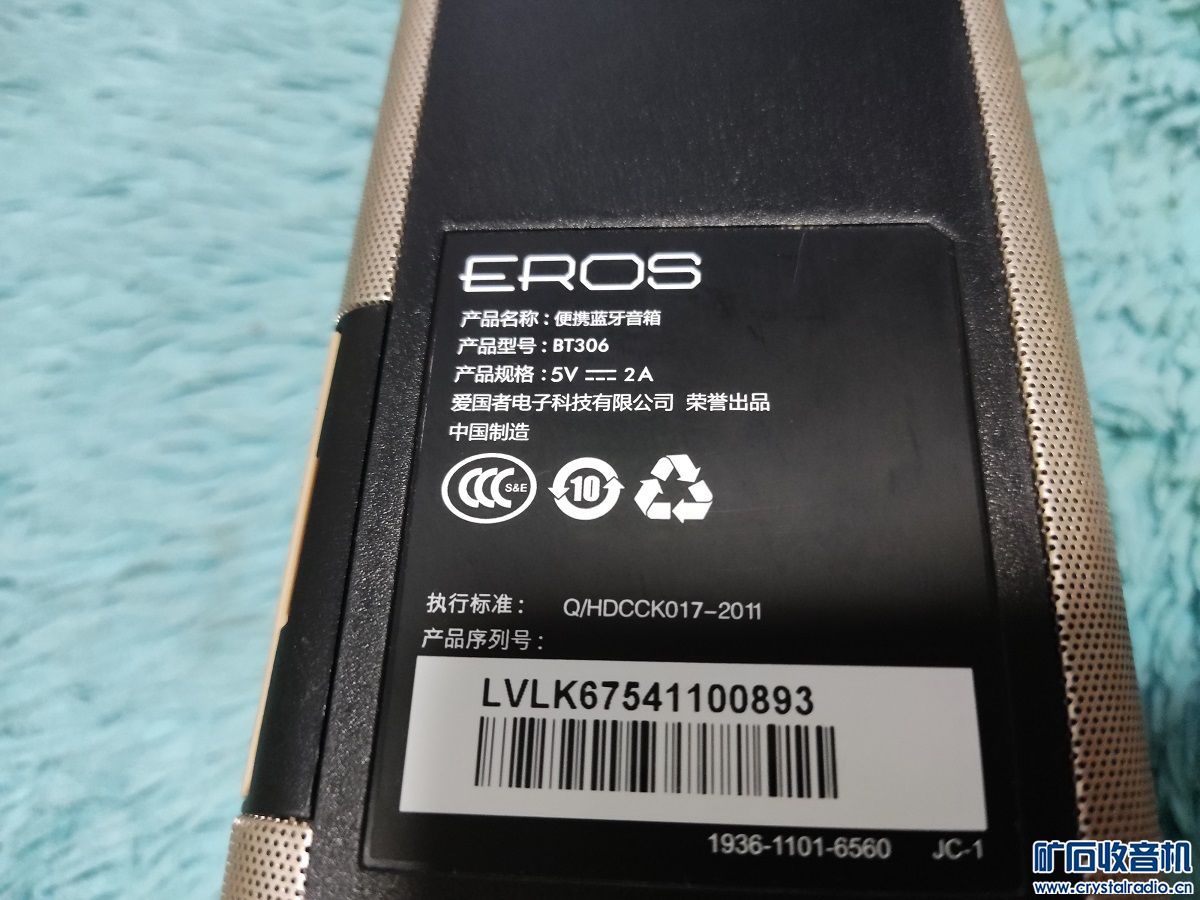 EROS
产品名称：便携蓝牙音箱
产品型号：BT306
产品规格：5V ⎓ 2A
爱国者电子科技有限公司 荣誉出品
中国制造
CCC S&E 10
执行标准： Q/HDCCK017-2011
产品序列号：
LVLK67541100893
1936-1101-6560 JC-1
矿石收音机
www.crystalradio.cn